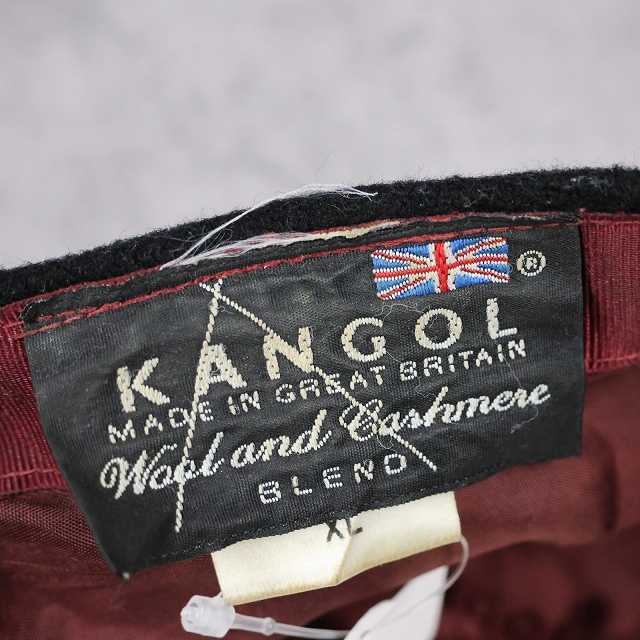 ®
KANGOL
MADE IN GREAT BRITAIN
Wool and Cashmere
BLEND
XL